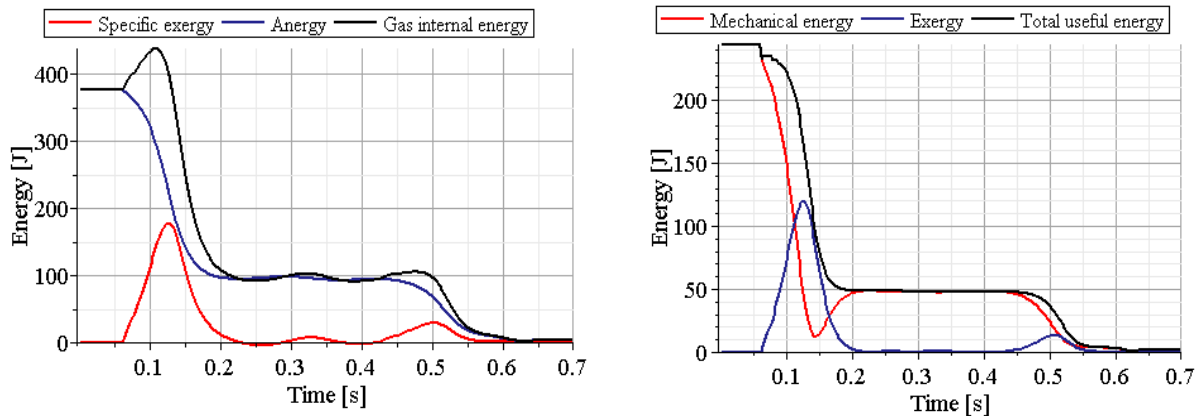 Specific exergy Anergy Gas internal energy
Energy [J]
400
300
200
100
0
0.1 0.2 0.3 0.4 0.5 0.6 0.7
Time [s]
Mechanical energy Exergy Total useful energy
Energy [J]
200
150
100
50
0
0.1 0.2 0.3 0.4 0.5 0.6 0.7
Time [s]